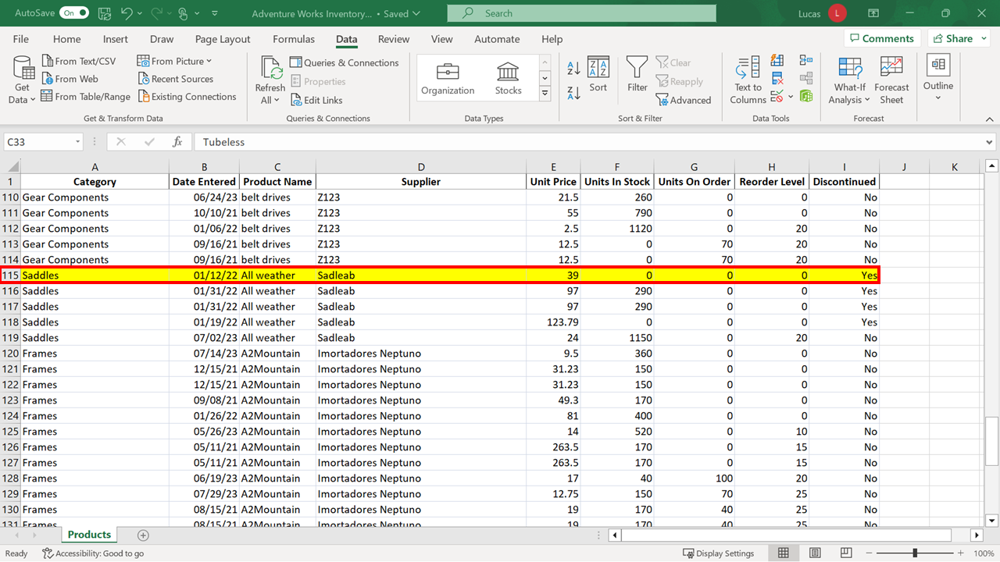 AutoSave On Adventure Works Inventory... • Saved Search Lucas L
File Home Insert Draw Page Layout Formulas Data Review View Automate Help Comments Share
Get Data
From Text/CSV
From Web
From Table/Range
From Picture
Recent Sources
Existing Connections
Get & Transform Data
Refresh All
Queries & Connections
Properties
Edit Links
Queries & Connections
Organization
Stocks
Data Types
Sort
Filter
Clear
Reapply
Advanced
Sort & Filter
Text to Columns
Data Tools
What-If Analysis
Forecast Sheet
Forecast
Outline
C33 fx Tubeless
A B C D E F G H I J K
1 Category Date Entered Product Name Supplier Unit Price Units In Stock Units On Order Reorder Level Discontinued
110 Gear Components 06/24/23 belt drives Z123 21.5 260 0 0 No
111 Gear Components 10/10/21 belt drives Z123 55 790 0 0 No
112 Gear Components 01/06/22 belt drives Z123 2.5 1120 0 20 No
113 Gear Components 09/16/21 belt drives Z123 12.5 0 70 20 No
114 Gear Components 09/16/21 belt drives Z123 12.5 0 70 20 No
115 Saddles 01/12/22 All weather Sadleab 39 0 0 0 Yes
116 Saddles 01/31/22 All weather Sadleab 97 290 0 0 Yes
117 Saddles 01/31/22 All weather Sadleab 97 290 0 0 Yes
118 Saddles 01/19/22 All weather Sadleab 123.79 0 0 0 Yes
119 Saddles 07/02/23 All weather Sadleab 24 1150 0 20 No
120 Frames 07/14/23 A2Mountain Imortadores Neptuno 9.5 360 0 0 No
121 Frames 12/15/21 A2Mountain Imortadores Neptuno 31.23 150 0 0 No
122 Frames 12/15/21 A2Mountain Imortadores Neptuno 31.23 150 0 0 No
123 Frames 09/08/21 A2Mountain Imortadores Neptuno 49.3 170 0 0 No
124 Frames 01/26/22 A2Mountain Imortadores Neptuno 81 400 0 0 No
125 Frames 05/26/23 A2Mountain Imortadores Neptuno 14 520 0 10 No
126 Frames 05/11/21 A2Mountain Imortadores Neptuno 263.5 170 0 15 No
127 Frames 05/11/21 A2Mountain Imortadores Neptuno 263.5 170 0 15 No
128 Frames 06/19/23 A2Mountain Imortadores Neptuno 17 40 100 20 No
129 Frames 07/29/23 A2Mountain Imortadores Neptuno 12.75 150 70 25 No
130 Frames 08/15/21 A2Mountain Imortadores Neptuno 19 170 40 25 No
131 Frames 08/15/21 A2Mountain Imortadores Neptuno 19 170 40 25 No
Products
Ready Accessibility: Good to go Display Settings 100%